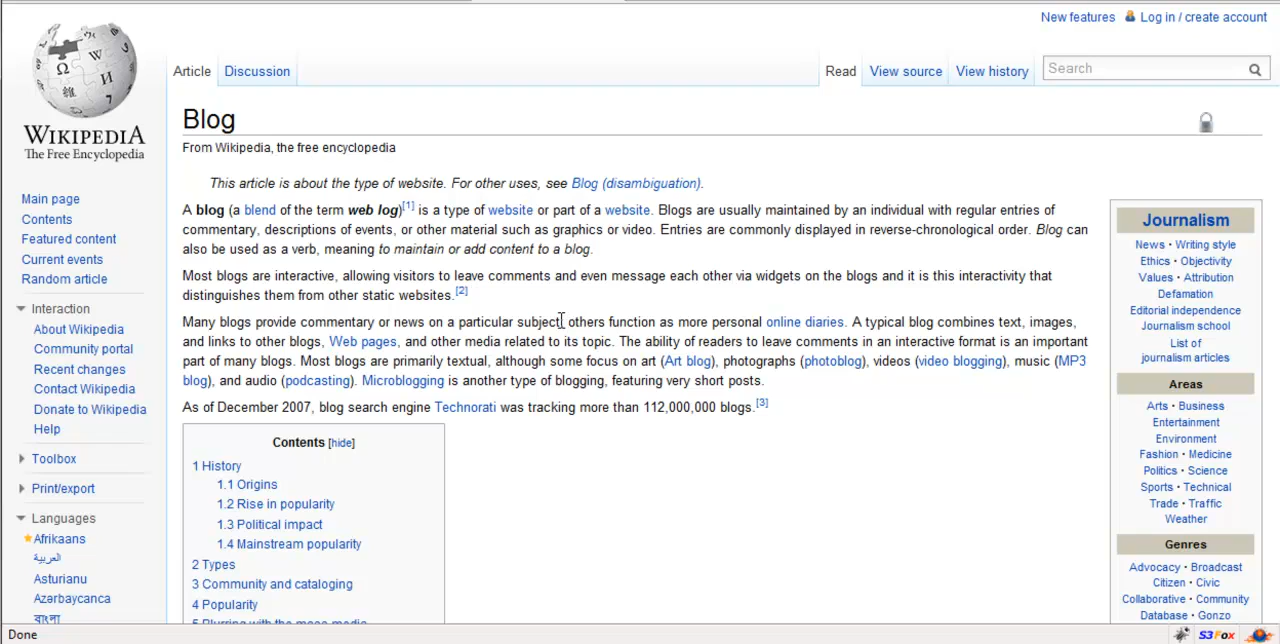 New features Log in / create account
Article Discussion Read View source View history Search
WIKIPEDIA
The Free Encyclopedia
Main page
Contents
Featured content
Current events
Random article
Interaction
About Wikipedia
Community portal
Recent changes
Contact Wikipedia
Donate to Wikipedia
Help
Toolbox
Print/export
Languages
Afrikaans
العربية
Asturianu
Azərbaycanca
বাংলা
Blog
From Wikipedia, the free encyclopedia
This article is about the type of website. For other uses, see Blog (disambiguation).
A blog (a blend of the term web log)[1] is a type of website or part of a website. Blogs are usually maintained by an individual with regular entries of
commentary, descriptions of events, or other material such as graphics or video. Entries are commonly displayed in reverse-chronological order. Blog can
also be used as a verb, meaning to maintain or add content to a blog.
Most blogs are interactive, allowing visitors to leave comments and even message each other via widgets on the blogs and it is this interactivity that
distinguishes them from other static websites.[2]
Many blogs provide commentary or news on a particular subject; others function as more personal online diaries. A typical blog combines text, images,
and links to other blogs, Web pages, and other media related to its topic. The ability of readers to leave comments in an interactive format is an important
part of many blogs. Most blogs are primarily textual, although some focus on art (Art blog), photographs (photoblog), videos (video blogging), music (MP3
blog), and audio (podcasting). Microblogging is another type of blogging, featuring very short posts.
As of December 2007, blog search engine Technorati was tracking more than 112,000,000 blogs.[3]
Contents [hide]
1 History
1.1 Origins
1.2 Rise in popularity
1.3 Political impact
1.4 Mainstream popularity
2 Types
3 Community and cataloging
4 Popularity
5 Blurring with the mass media
Journalism
News • Writing style
Ethics • Objectivity
Values • Attribution
Defamation
Editorial independence
Journalism school
List of
journalism articles
Areas
Arts • Business
Entertainment
Environment
Fashion • Medicine
Politics • Science
Sports • Technical
Trade • Traffic
Weather
Genres
Advocacy • Broadcast
Citizen • Civic
Collaborative • Community
Database • Gonzo
Done S3Fox